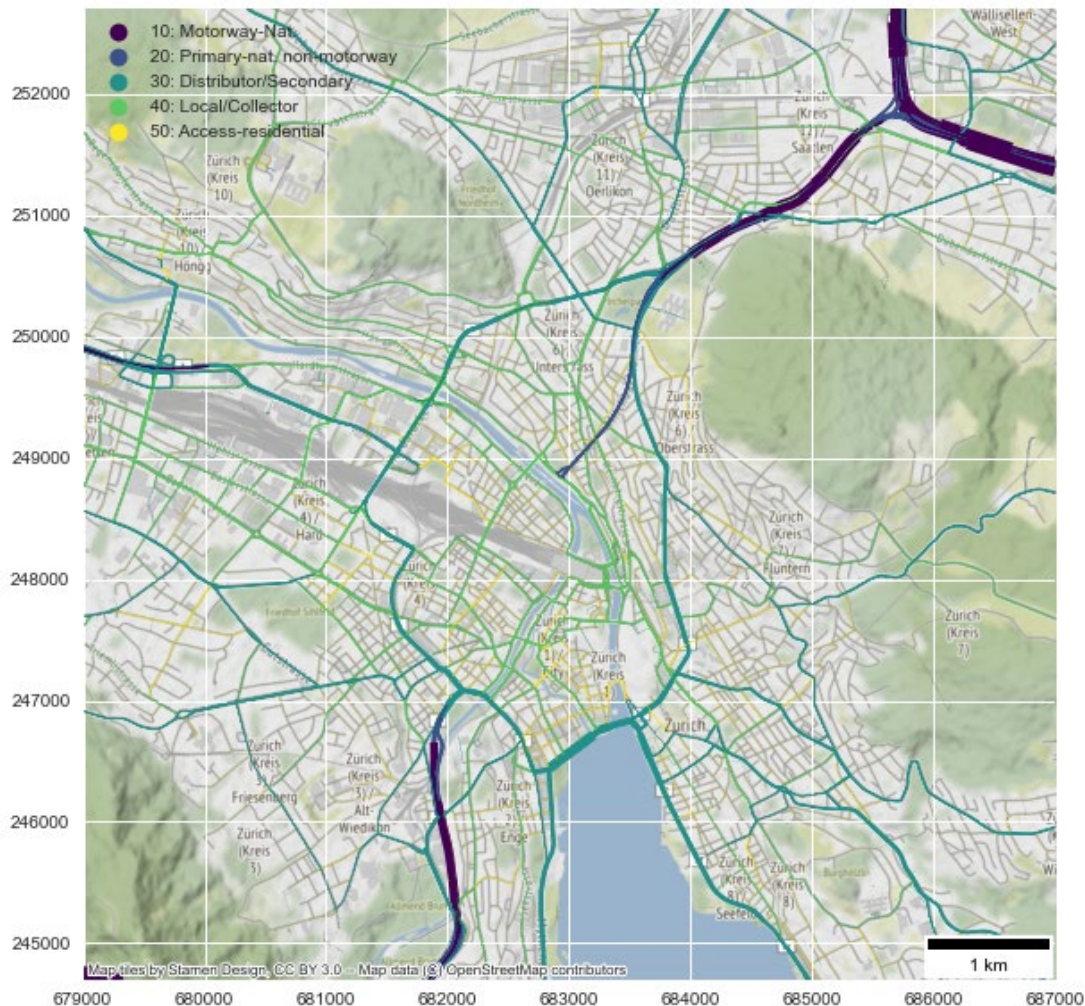 10: Motorway-Nat.
20: Primary-nat. non-motorway
30: Distributor/Secondary
40: Local/Collector
50: Access-residential
Wallisellen-
West
252000
Zürich
(Kreis
12) /
Saatlen
Zürich
(Kreis
11) /
Oerlikon
Zürich
(Kreis
10)
251000
Zürich
(Kreis
10) /
Höngg
250000
Zürich
(Kreis
6) /
Unterstrass
Zürich
(Kreis
6) /
Oberstrass
249000
Zürich
(Kreis
4) /
Hard
Zürich
(Kreis
7) /
Fluntern
248000
Zürich
(Kreis
4)
Zürich
(Kreis
7)
Zürich
(Kreis
1) /
City
Zürich
(Kreis
247000
Zurich
Zürich
(Kreis
3) /
Friesenberg
Zürich
(Kreis
3) /
Alt-
Wiedikon
Zürich
(Kreis
2) /
Enge
246000
Zürich
(Kreis
3)
Zürich
(Kreis
8) /
Seefeld
Zürich
(Kreis
8)
245000
1 km
Map tiles by Stamen Design, CC BY 3.0 -- Map data (C) OpenStreetMap contributors
679000 680000 681000 682000 683000 684000 685000 686000 687000